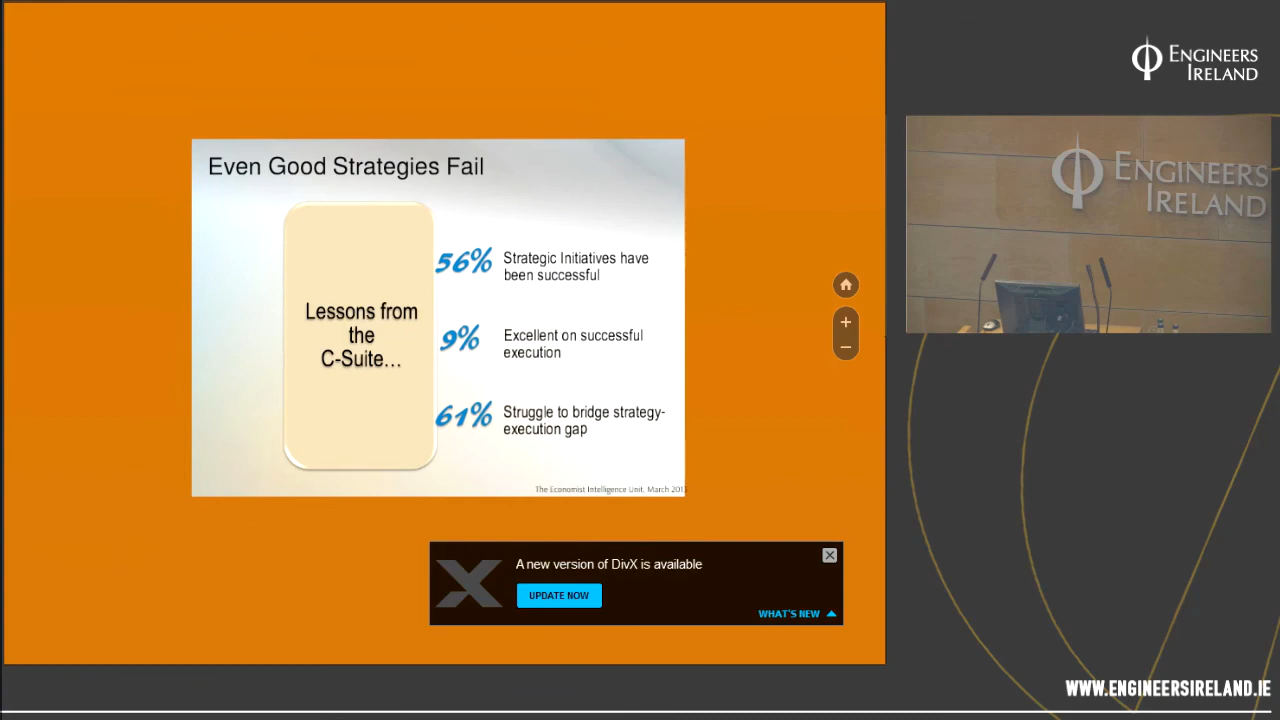 Even Good Strategies Fail
Lessons from
the
C-Suite...
56%
Strategic Initiatives have
been successful
9%
Excellent on successful
execution
61%
Struggle to bridge strategy-
execution gap
The Economist Intelligence Unit, March
A new version of DivX is available
UPDATE NOW
WHAT'S NEW
ENGINEERS
IRELAND
ENGINEERS
IRELAND
WWW.ENGINEERSIRELAND.IE